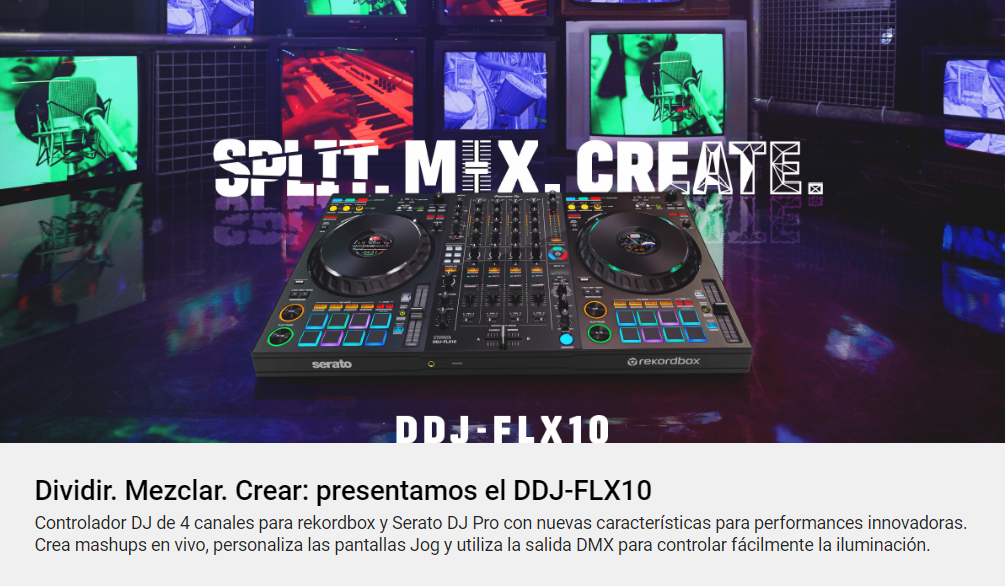 SPLIT. MIX. CREATE.
serato
rekordbox
DDJ-FLX10
Dividir. Mezclar. Crear: presentamos el DDJ-FLX10
Controlador DJ de 4 canales para rekordbox y Serato DJ Pro con nuevas características para performances innovadoras.
Crea mashups en vivo, personaliza las pantallas Jog y utiliza la salida DMX para controlar fácilmente la iluminación.